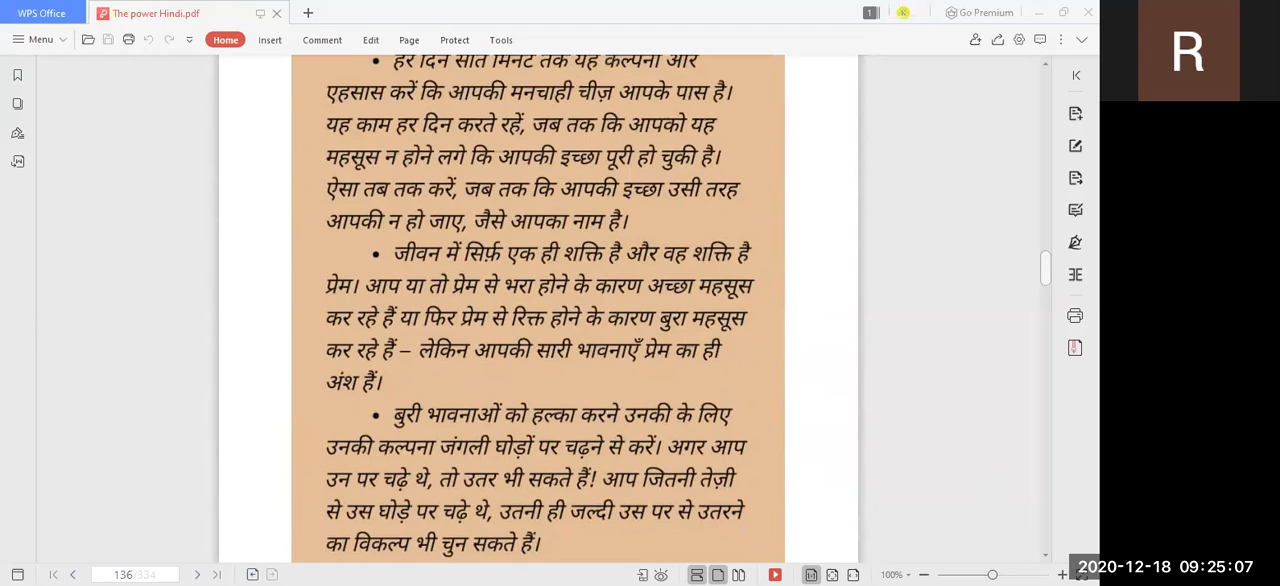 WPS Office
The power Hindi.pdf
1
Go Premium
Menu
Home Insert Comment Edit Page Protect Tools
• हर दिन सात मिनट तक यह कल्पना और
एहसास करें कि आपकी मनचाही चीज़ आपके पास है।
यह काम हर दिन करते रहें, जब तक कि आपको यह
महसूस न होने लगे कि आपकी इच्छा पूरी हो चुकी है।
ऐसा तब तक करें, जब तक कि आपकी इच्छा उसी तरह
आपकी न हो जाए, जैसे आपका नाम है।
• जीवन में सिर्फ़ एक ही शक्ति है और वह शक्ति है
प्रेम। आप या तो प्रेम से भरा होने के कारण अच्छा महसूस
कर रहे हैं या फिर प्रेम से रिक्त होने के कारण बुरा महसूस
कर रहे हैं – लेकिन आपकी सारी भावनाएँ प्रेम का ही
अंश हैं।
• बुरी भावनाओं को हल्का करने उनकी के लिए
उनकी कल्पना जंगली घोड़ों पर चढ़ने से करें। अगर आप
उन पर चढ़े थे, तो उतर भी सकते हैं! आप जितनी तेज़ी
से उस घोड़े पर चढ़े थे, उतनी ही जल्दी उस पर से उतरने
का विकल्प भी चुन सकते हैं।
136/334
100%
R
2020-12-18 09:25:07